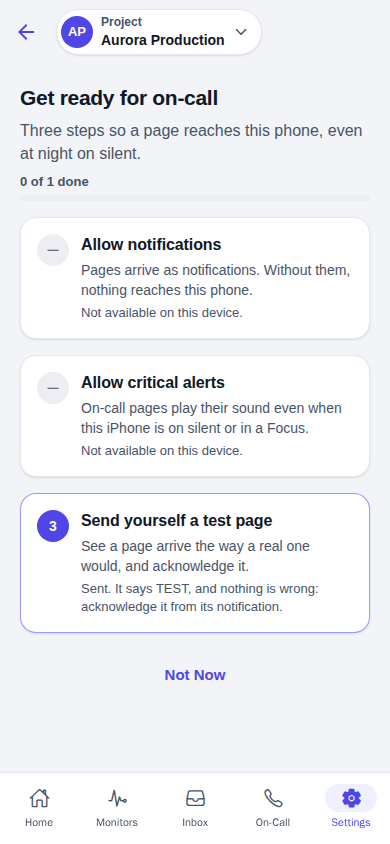 Project
AP
Aurora Production
Get ready for on-call
Three steps so a page reaches this phone, even
at night on silent.
0 of 1 done
Allow notifications
Pages arrive as notifications. Without them,
nothing reaches this phone.
Not available on this device.
Allow critical alerts
On-call pages play their sound even when
this iPhone is on silent or in a Focus.
Not available on this device.
3
Send yourself a test page
See a page arrive the way a real one
would, and acknowledge it.
Sent. It says TEST, and nothing is wrong:
acknowledge it from its notification.
Not Now
Home
Monitors
Inbox
On-Call
Settings